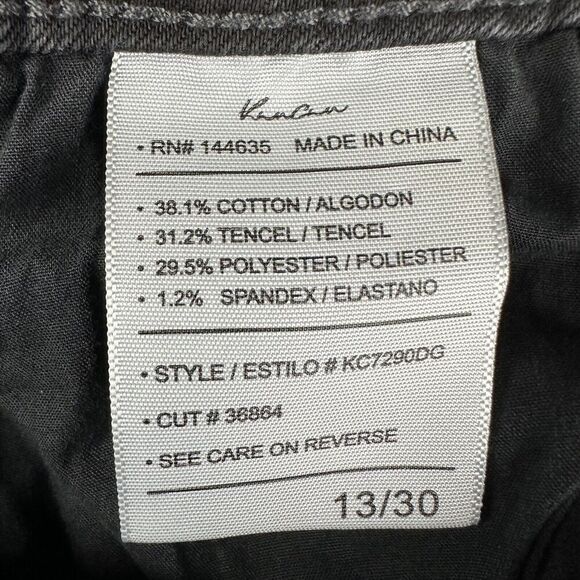 KanCan
• RN# 144635 MADE IN CHINA
• 38.1% COTTON / ALGODON
• 31.2% TENCEL / TENCEL
• 29.5% POLYESTER / POLIESTER
• 1.2% SPANDEX / ELASTANO
• STYLE / ESTILO # KC7290DG
• CUT # 36864
• SEE CARE ON REVERSE
13/30